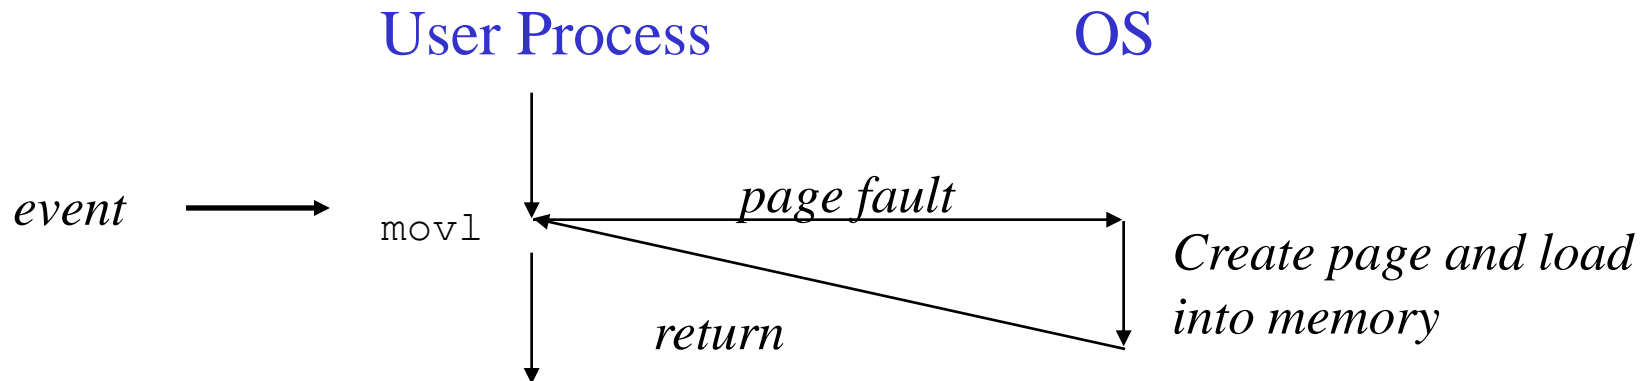 User Process
OS
event
movl
page fault
Create page and load
into memory
return